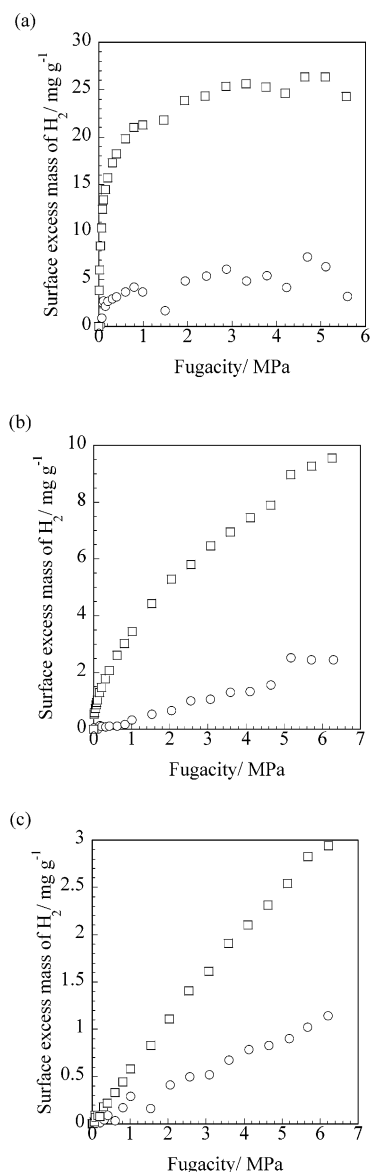 (a)
Surface excess mass of H2/ mg g-1
30
25
20
15
10
5
0
0 1 2 3 4 5 6
Fugacity/ MPa
(b)
Surface excess mass of H2/ mg g-1
10
8
6
4
2
0
0 1 2 3 4 5 6 7
Fugacity/ MPa
(c)
Surface excess mass of H2/ mg g-1
3
2.5
2
1.5
1
0.5
0
0 1 2 3 4 5 6 7
Fugacity/ MPa